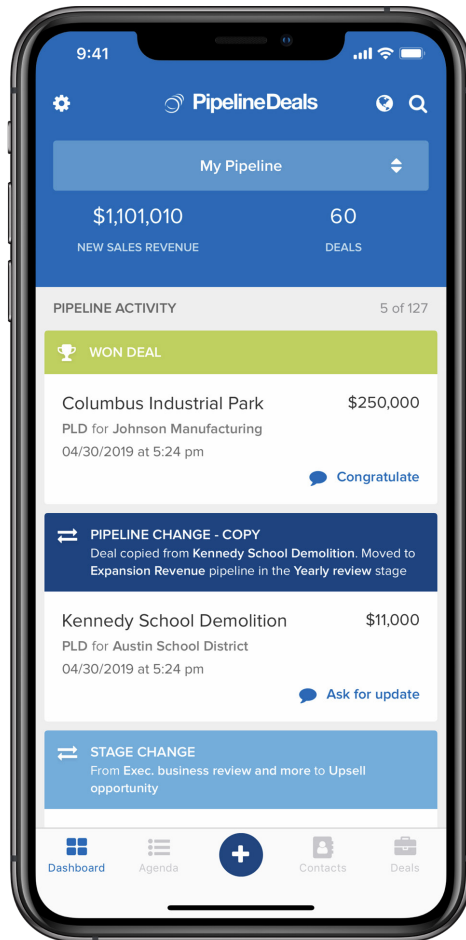 9:41
PipelineDeals
My Pipeline
$1,101,010
60
NEW SALES REVENUE
DEALS
PIPELINE ACTIVITY
5 of 127
WON DEAL
Columbus Industrial Park
$250,000
PLD for Johnson Manufacturing
04/30/2019 at 5:24 pm
Congratulate
PIPELINE CHANGE - COPY
Deal copied from Kennedy School Demolition. Moved to
Expansion Revenue pipeline in the Yearly review stage
Kennedy School Demolition
$11,000
PLD for Austin School District
04/30/2019 at 5:24 pm
Ask for update
STAGE CHANGE
From Exec. business review and more to Upsell
opportunity
Dashboard
Agenda
Contacts
Deals